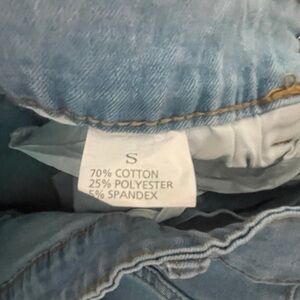 S
70% COTTON
25% POLYESTER
5% SPANDEX